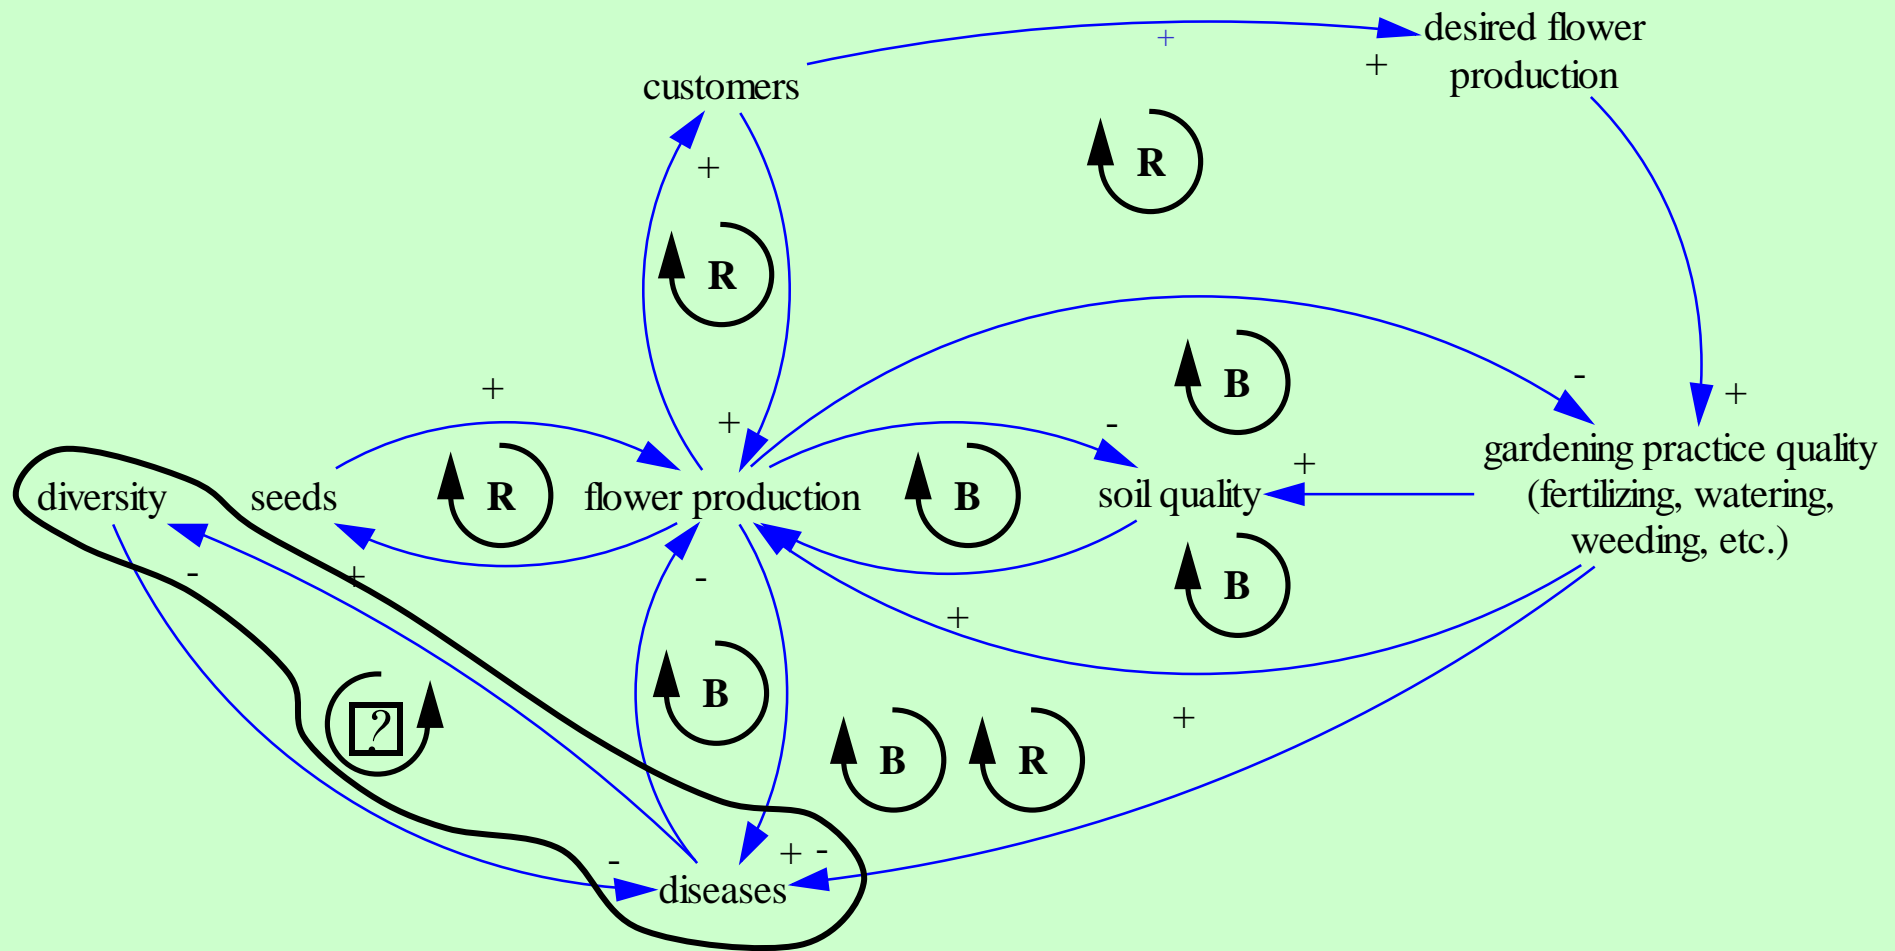 desired flower
production
+
+
customers
+
R
R
+
-
B
+
+
-
gardening practice quality
(fertilizing, watering,
weeding, etc.)
+
diversity
seeds
R
flower production
B
soil quality
-
+
-
B
+
B
+
?
B
R
-
+ -
diseases